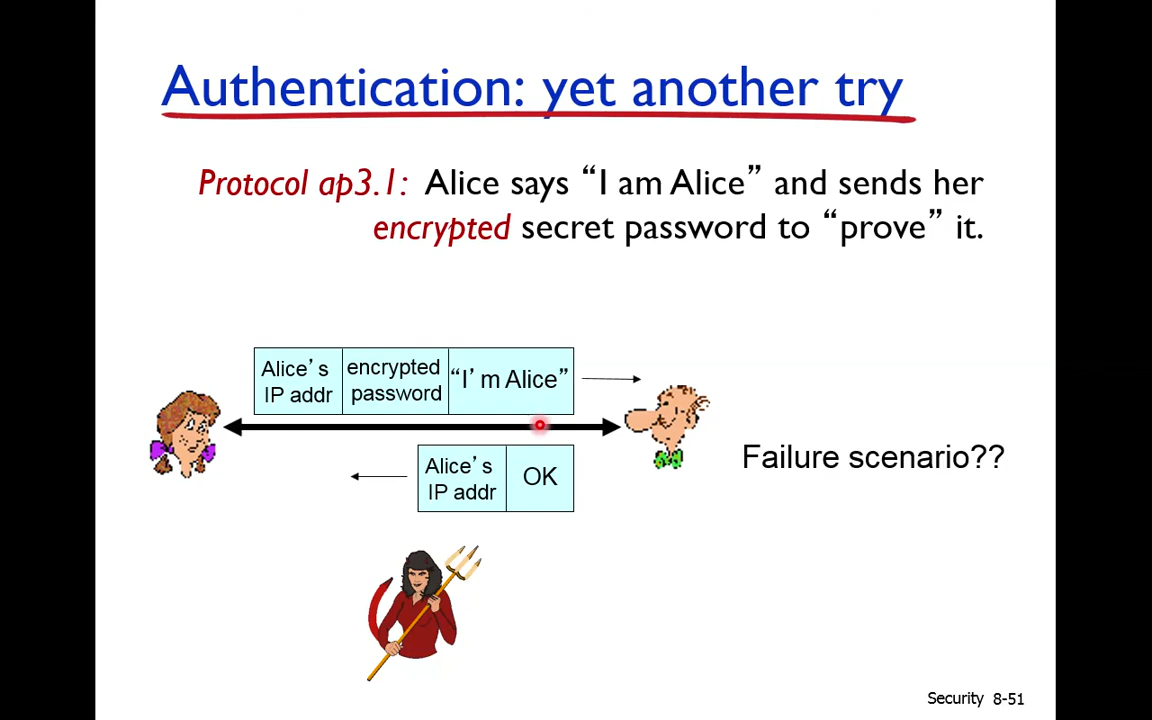 Authentication: yet another try
Protocol ap3.1: Alice says “I am Alice” and sends her
encrypted secret password to “prove” it.
Alice’s
IP addr
encrypted
password
“I’m Alice”
Alice’s
IP addr
OK
Failure scenario??
Security 8-51